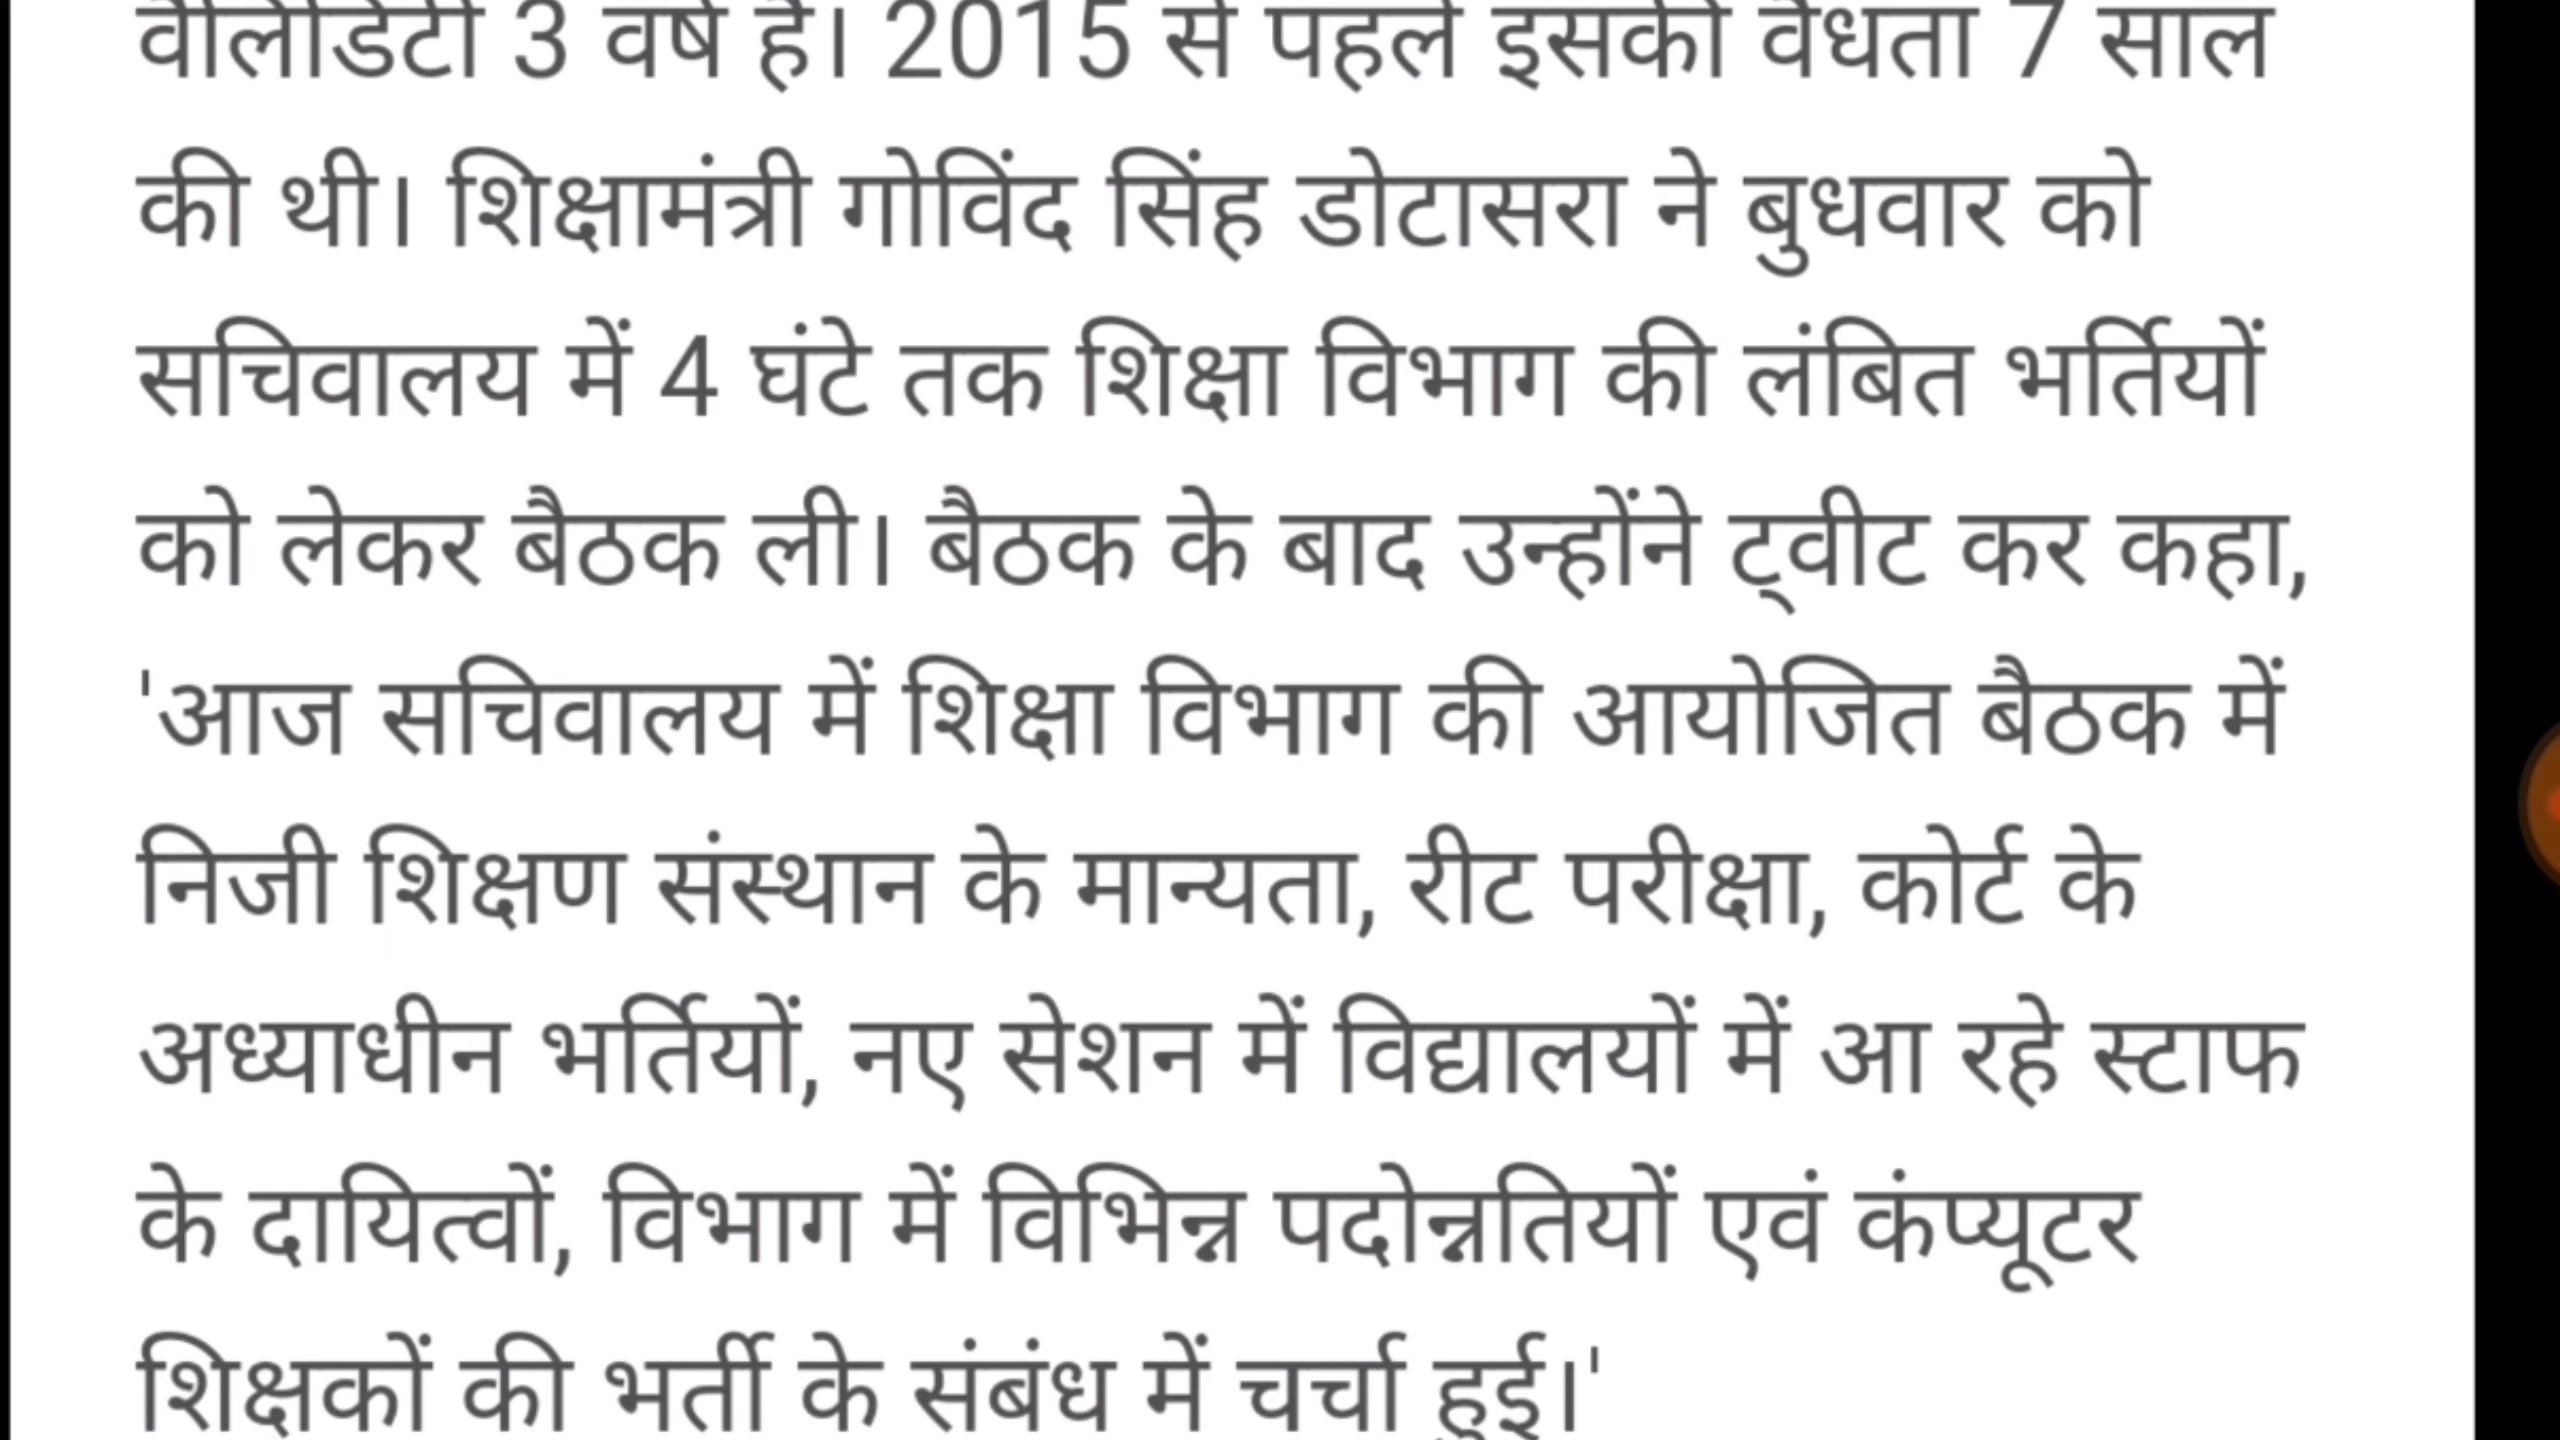 वैलिडिटी 3 वर्ष है। 2015 से पहले इसकी वैधता 7 साल
की थी। शिक्षामंत्री गोविंद सिंह डोटासरा ने बुधवार को
सचिवालय में 4 घंटे तक शिक्षा विभाग की लंबित भर्तियों
को लेकर बैठक ली। बैठक के बाद उन्होंने ट्वीट कर कहा,
'आज सचिवालय में शिक्षा विभाग की आयोजित बैठक में
निजी शिक्षण संस्थान के मान्यता, रीट परीक्षा, कोर्ट के
अध्याधीन भर्तियों, नए सेशन में विद्यालयों में आ रहे स्टाफ
के दायित्वों, विभाग में विभिन्न पदोन्नतियों एवं कंप्यूटर
शिक्षकों की भर्ती के संबंध में चर्चा हुई।'